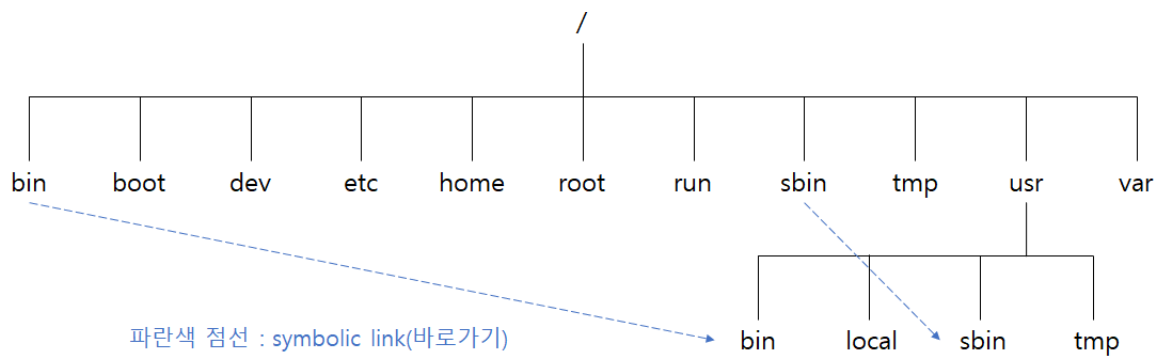 /
bin boot dev etc home root run sbin tmp usr var
파란색 점선 : symbolic link(바로가기)
bin local sbin tmp